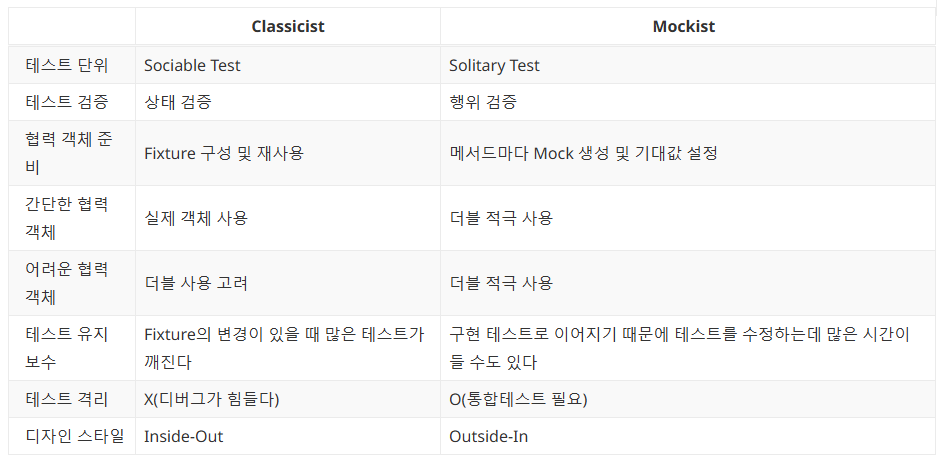 Classicist Mockist
테스트 단위 Sociable Test Solitary Test
테스트 검증 상태 검증 행위 검증
협력 객체 준
비 Fixture 구성 및 재사용 메서드마다 Mock 생성 및 기대값 설정
간단한 협력
객체 실제 객체 사용 더블 적극 사용
어려운 협력
객체 더블 사용 고려 더블 적극 사용
테스트 유지 Fixture의 변경이 있을 때 많은 테스트가 구현 테스트로 이어지기 때문에 테스트를 수정하는데 많은 시간이
보수 깨진다 들 수도 있다
테스트 격리 X(디버그가 힘들다) O(통합테스트 필요)
디자인 스타일 Inside-Out Outside-In